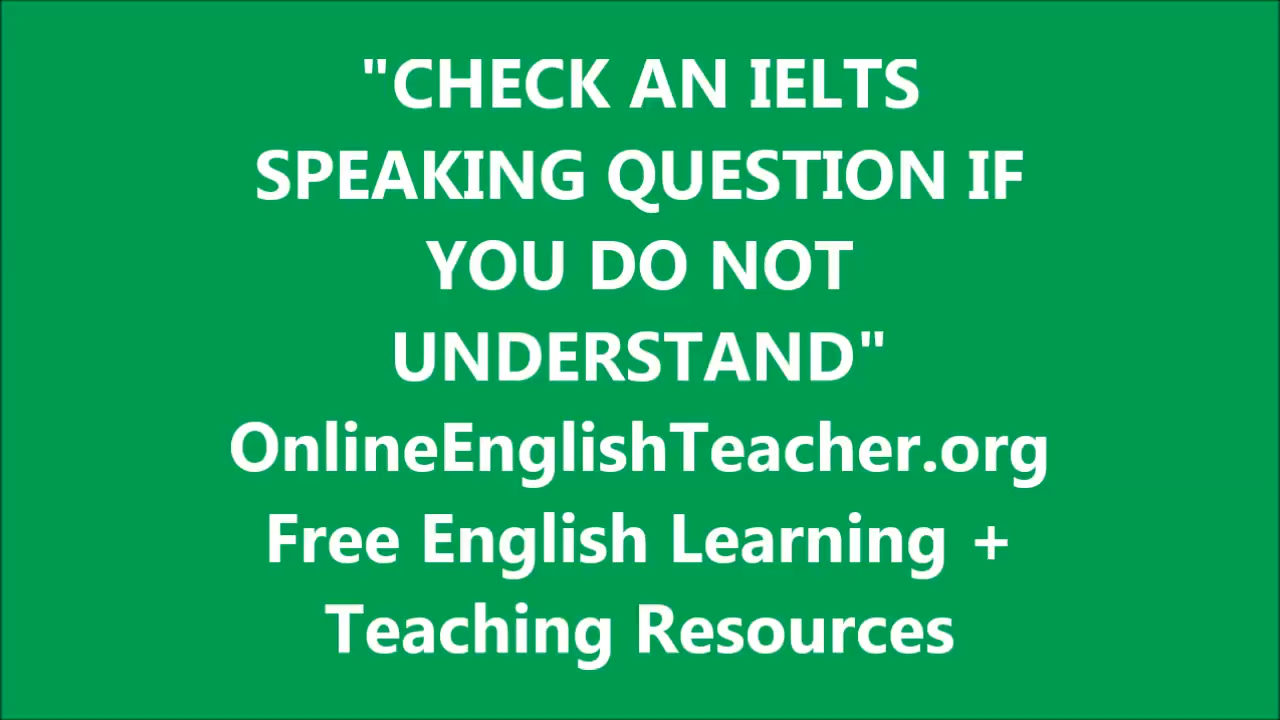 "CHECK AN IELTS
SPEAKING QUESTION IF
YOU DO NOT
UNDERSTAND"
OnlineEnglishTeacher.org
Free English Learning +
Teaching Resources